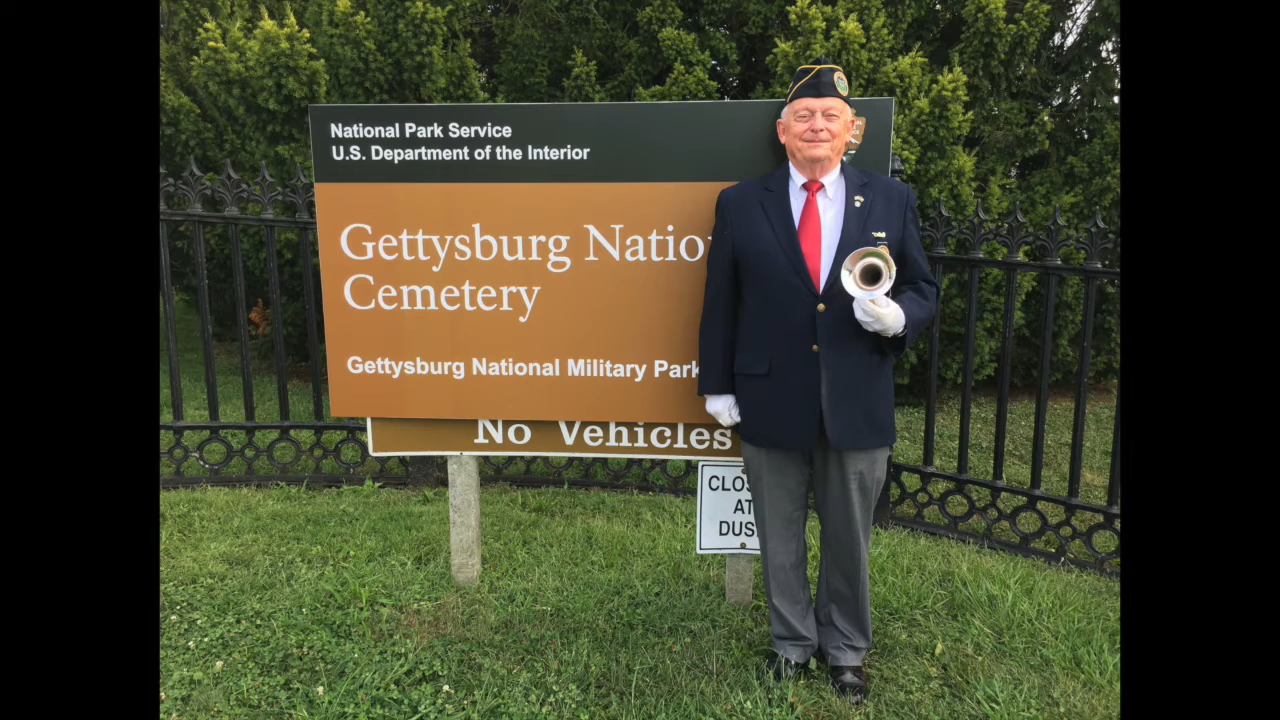 National Park Service
U.S. Department of the Interior
Gettysburg Natio
Cemetery
Gettysburg National Military Park
No Vehicles
CLOS
AT
DUS